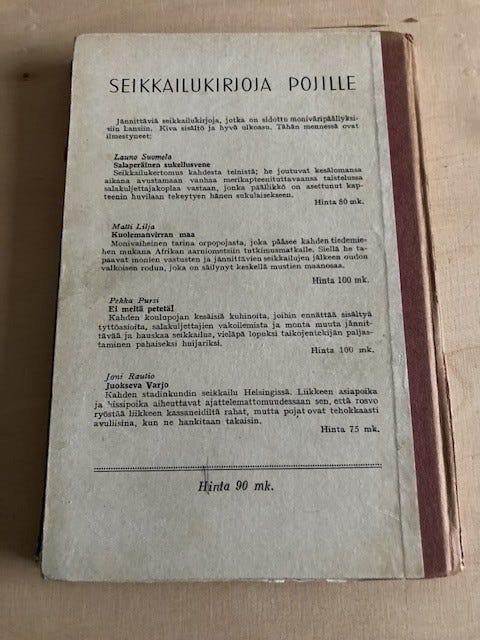 SEIKKAILUKIRJOJA POJILLE
Jännittäviä seikkailukirjoja, jotka on sidottu moniväripäällyksi-
siin kansiin. Kiva sisältö ja hyvä ulkoasu. Tähän mennessä ovat
ilmestyneet:
Launo Suomela
Salaperäinen sukellusvene
Seikkailukertomus kahdesta teinistä; he joutuvat kesälomansa
aikana avustamaan vanhaa merikapteenituttavaansa taistelussa
salakuljettajakoplaa vastaan, jonka päällikkö on asettunut kap-
teenin huvilaan tekeytyen hänen sukulaisekseen.
Hinta 80 mk.
Matti Lilja
Kuolemanvirran maa
Monivaiheinen tarina orpopojasta, joka pääsee kahden tiedemie-
hen mukana Afrikan aarniometsiin tutkimusmatkalle. Siellä he ta-
paavat monien vastusten ja jännittävien seikkailujen jälkeen oudon
valkoisen rodun, joka on säilynyt keskellä mustien maanosaa.
Hinta 100 mk.
Pekka Pursi
Ei meitä petetä!
Kahden koulupojan kesäisiä kuhinoita, joihin ennättää sisältyä
tyttöasioita, salakuljettajien vakoilemista ja monta muuta jännit-
tävää ja hauskaa seikkailua, vieläpä lopuksi taikojentekijän paljas-
taminen pahaiseksi huijariksi.
Hinta 100 mk.
Joni Rautio
Juokseva Varjo
Kahden stadinkundin seikkailu Helsingissä. Liikkeen asiapoika
ja hissipoika aiheuttavat ajattelemattomuudessaan sen, että rosvo
ryöstää liikkeen kassaneidiltä rahat, mutta pojat ovat tehokkaasti
avuliisina, kun ne hankitaan takaisin.
Hinta 75 mk.
Hinta 90 mk.